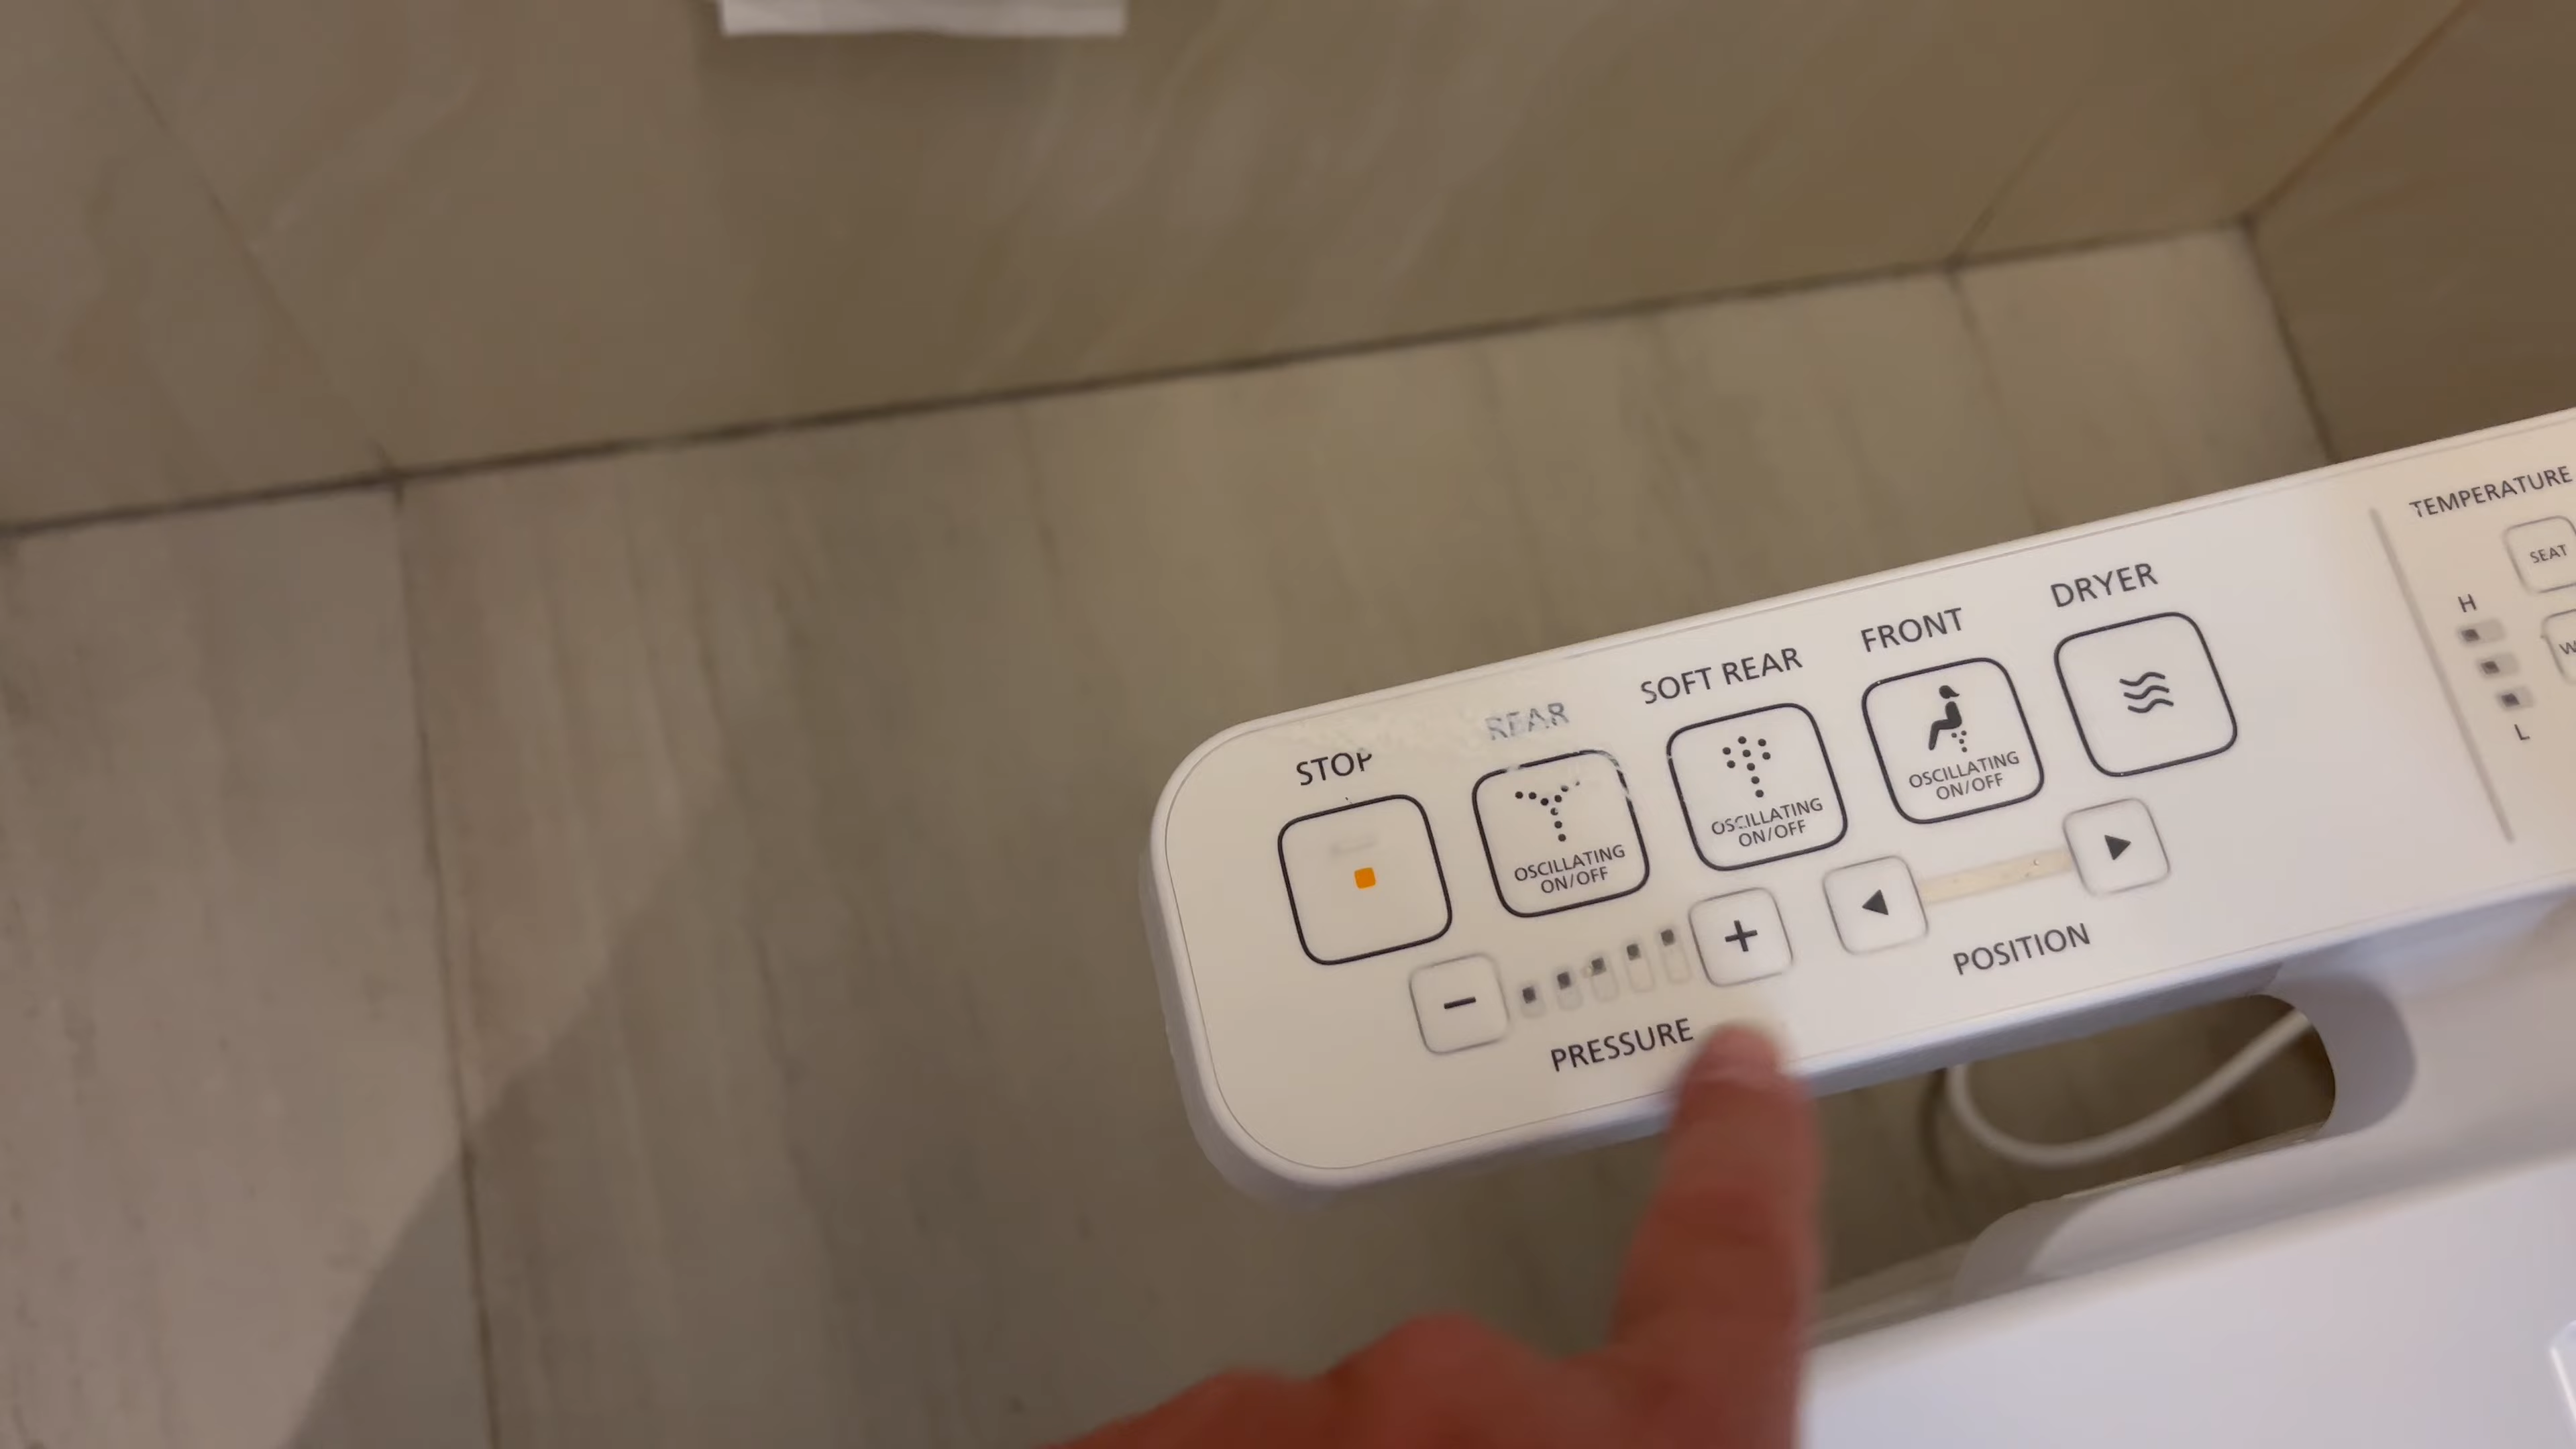 STOP
REAR
SOFT REAR
FRONT
DRYER
OSCILLATING
ON/OFF
OSCILLATING
ON/OFF
OSCILLATING
ON/OFF
−
+
PRESSURE
POSITION
TEMPERATURE
SEAT
H
L